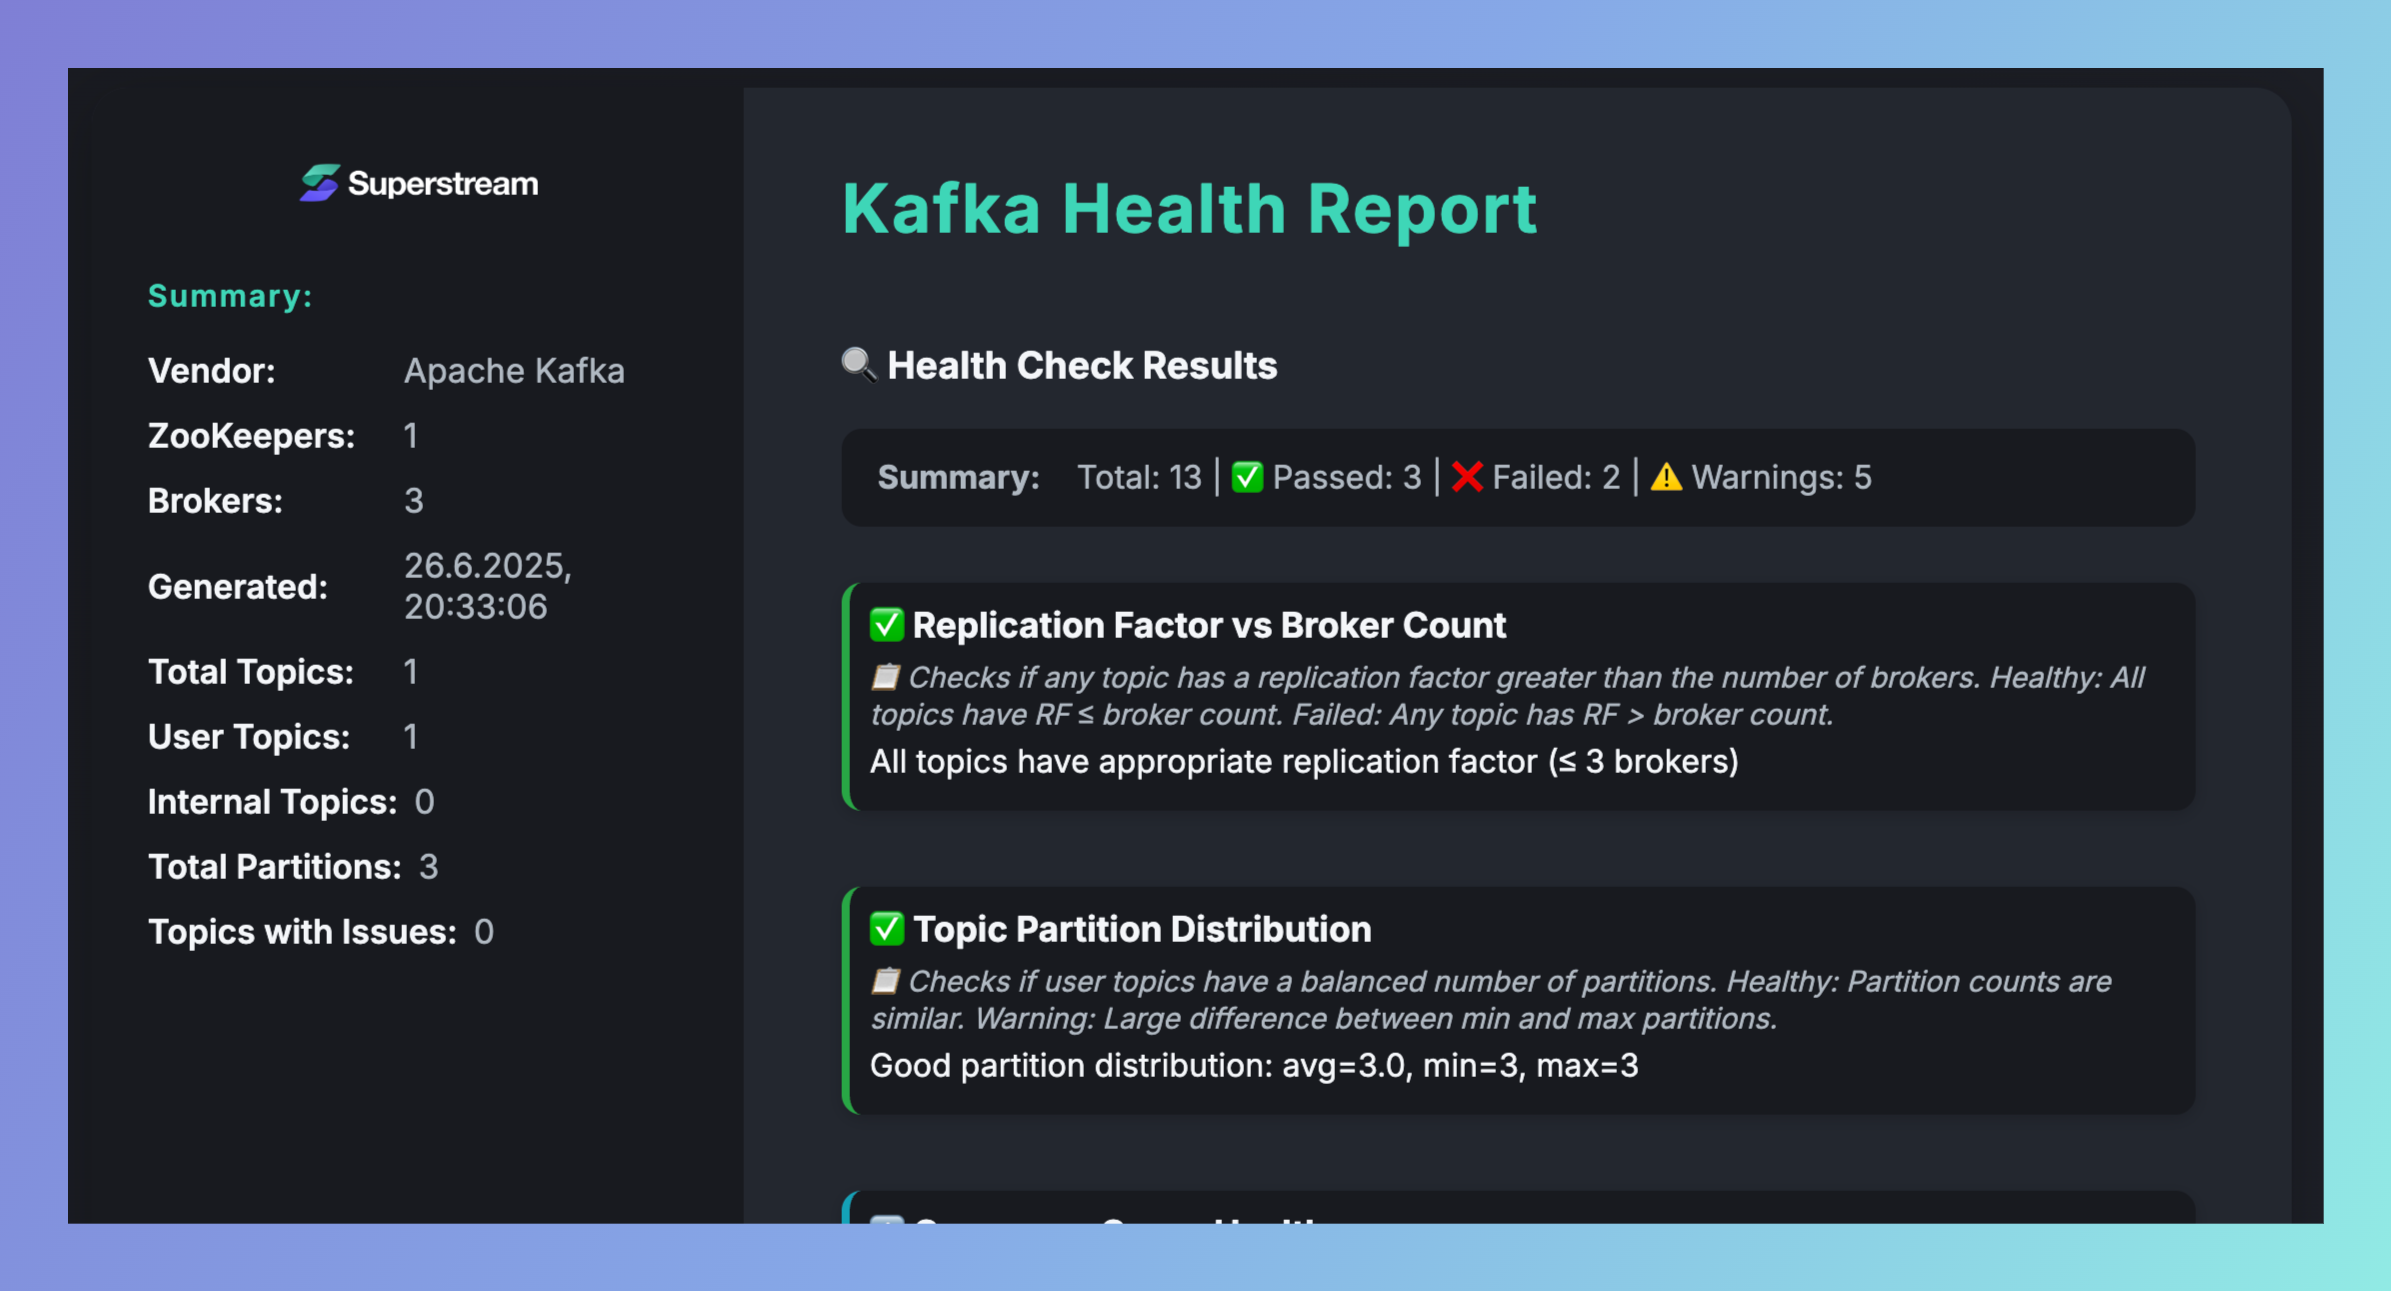 Superstream
Summary:
Vendor: Apache Kafka
ZooKeepers: 1
Brokers: 3
Generated: 26.6.2025,
20:33:06
Total Topics: 1
User Topics: 1
Internal Topics: 0
Total Partitions: 3
Topics with Issues: 0
Kafka Health Report
🔍 Health Check Results
Summary: Total: 13 | ✅ Passed: 3 | ❌ Failed: 2 | ⚠️ Warnings: 5
✅ Replication Factor vs Broker Count
📋 Checks if any topic has a replication factor greater than the number of brokers. Healthy: All
topics have RF ≤ broker count. Failed: Any topic has RF > broker count.
All topics have appropriate replication factor (≤ 3 brokers)
✅ Topic Partition Distribution
📋 Checks if user topics have a balanced number of partitions. Healthy: Partition counts are
similar. Warning: Large difference between min and max partitions.
Good partition distribution: avg=3.0, min=3, max=3